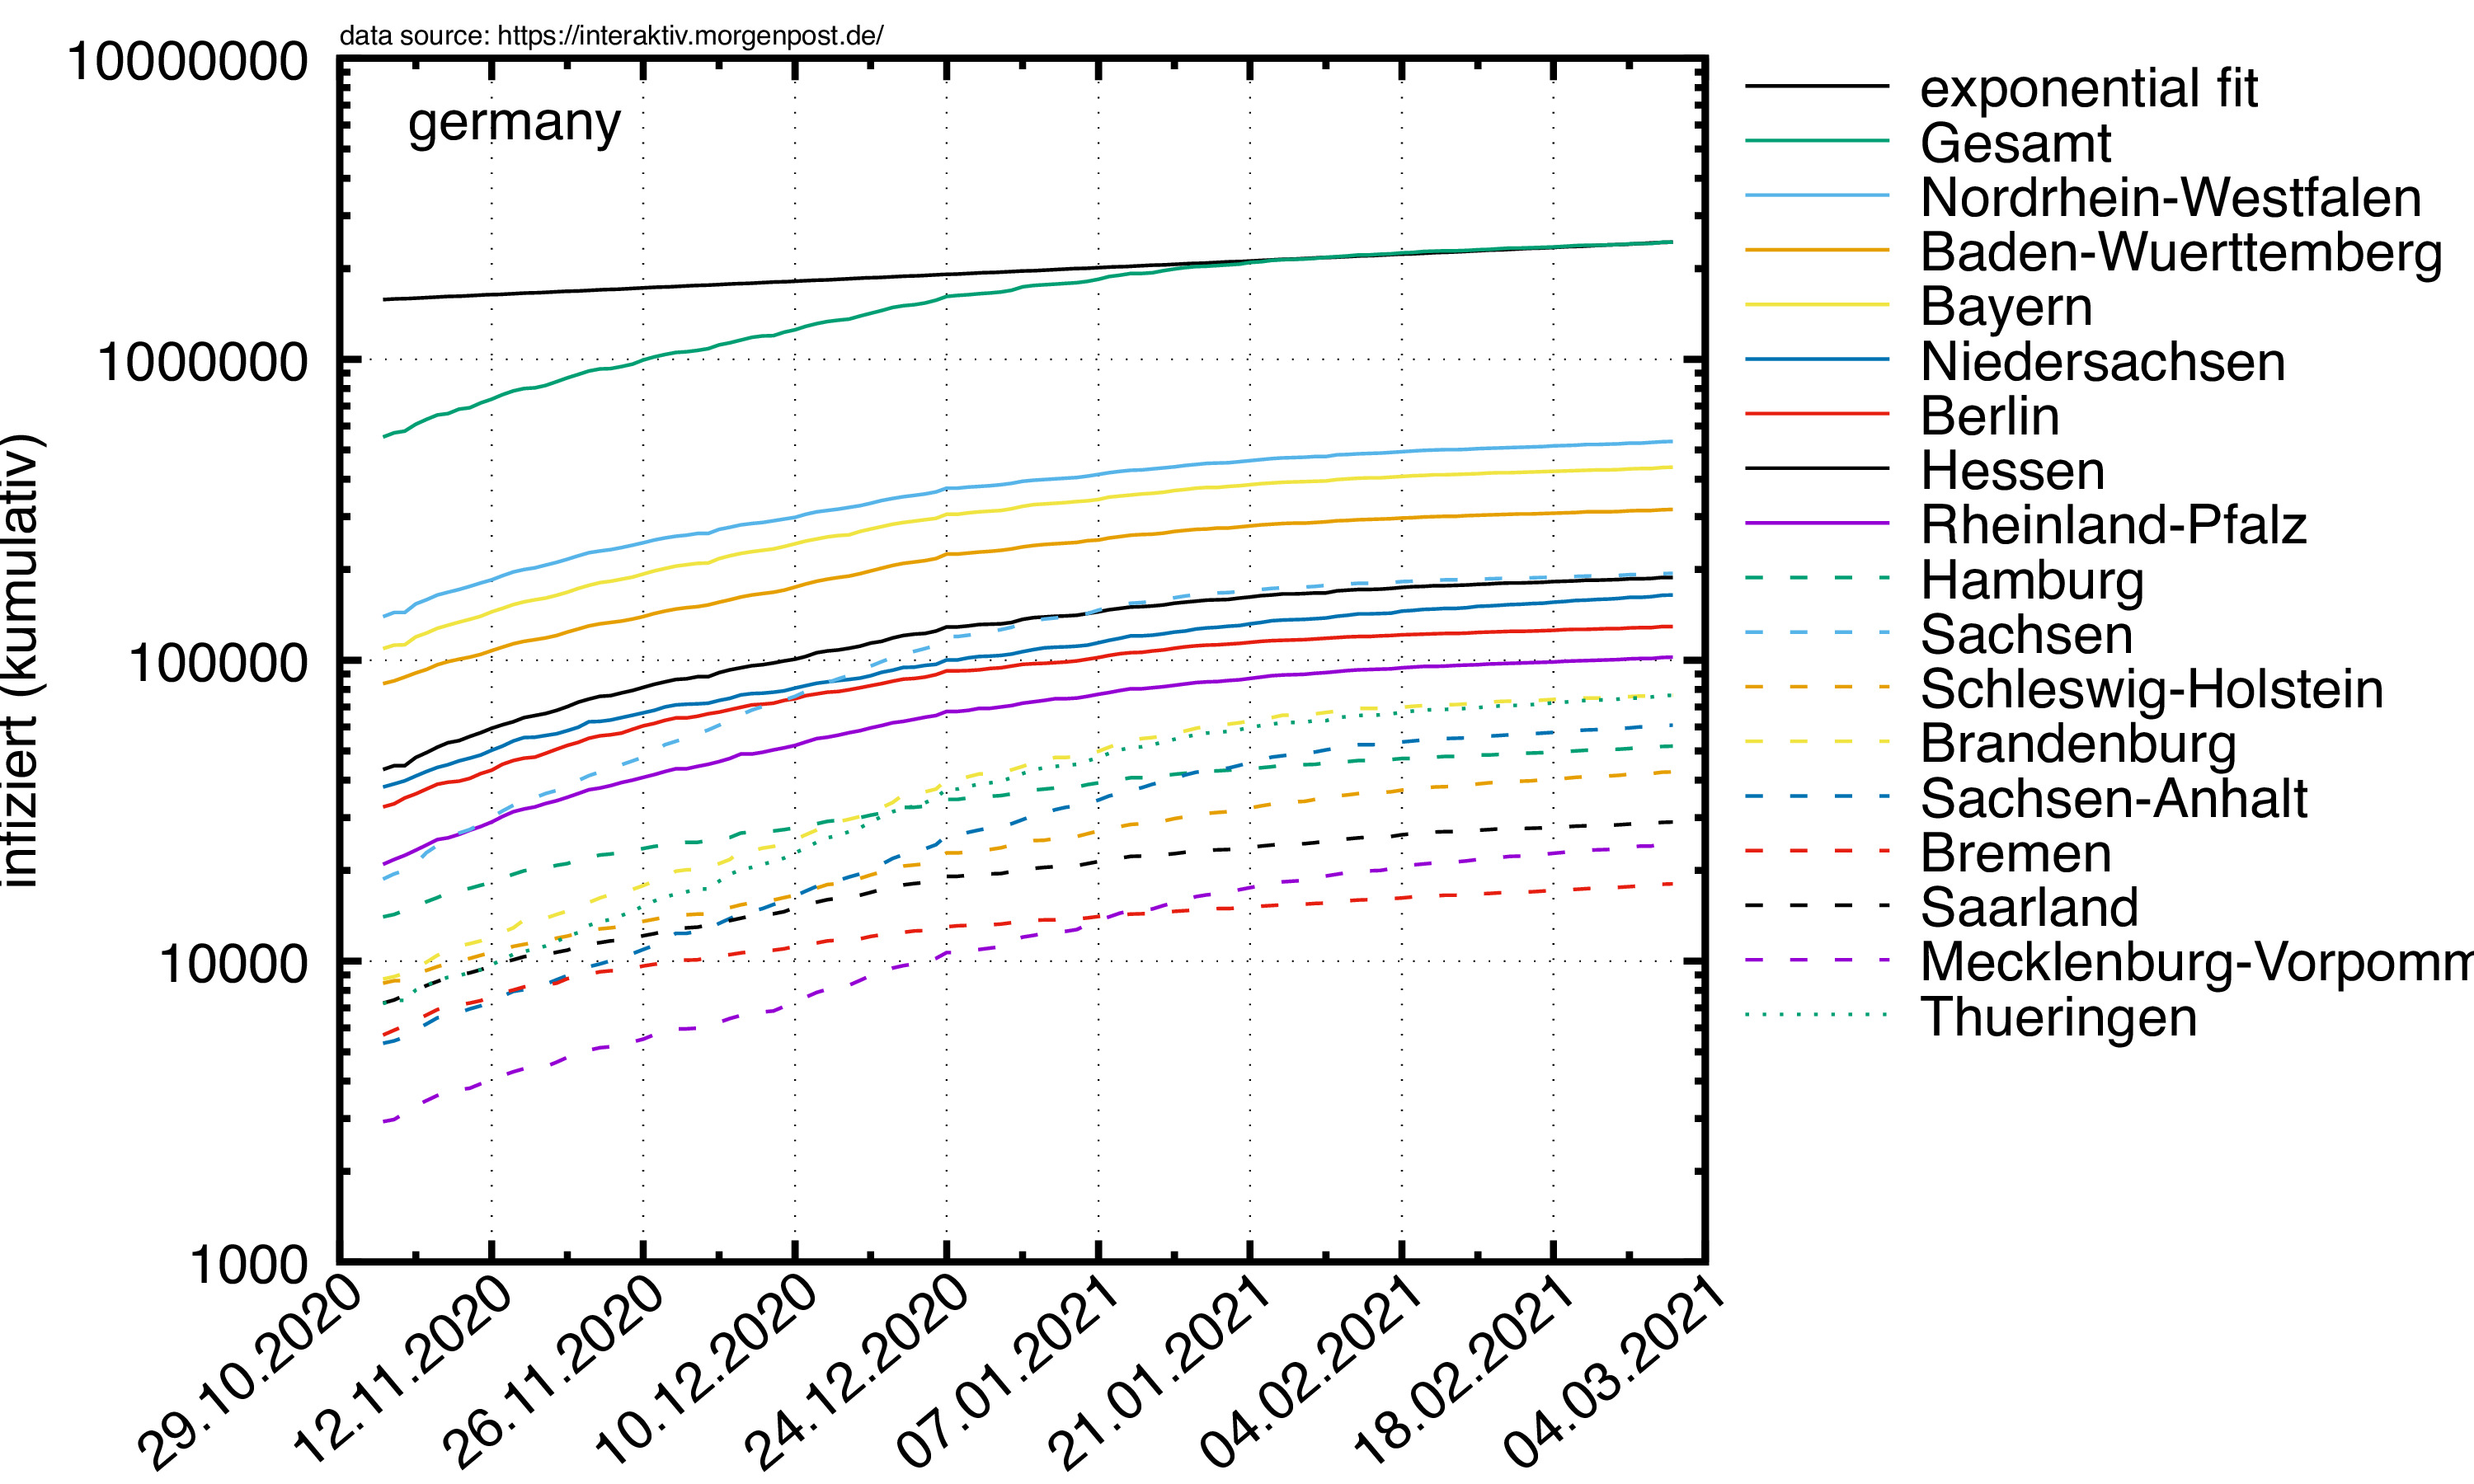 data source: https://interaktiv.morgenpost.de/
germany
infiziert (kumulativ)
10000000
1000000
100000
10000
1000
29.10.2020
12.11.2020
26.11.2020
10.12.2020
24.12.2020
07.01.2021
21.01.2021
04.02.2021
18.02.2021
04.03.2021
exponential fit
Gesamt
Nordrhein-Westfalen
Baden-Wuerttemberg
Bayern
Niedersachsen
Berlin
Hessen
Rheinland-Pfalz
Hamburg
Sachsen
Schleswig-Holstein
Brandenburg
Sachsen-Anhalt
Bremen
Saarland
Mecklenburg-Vorpomm
Thueringen